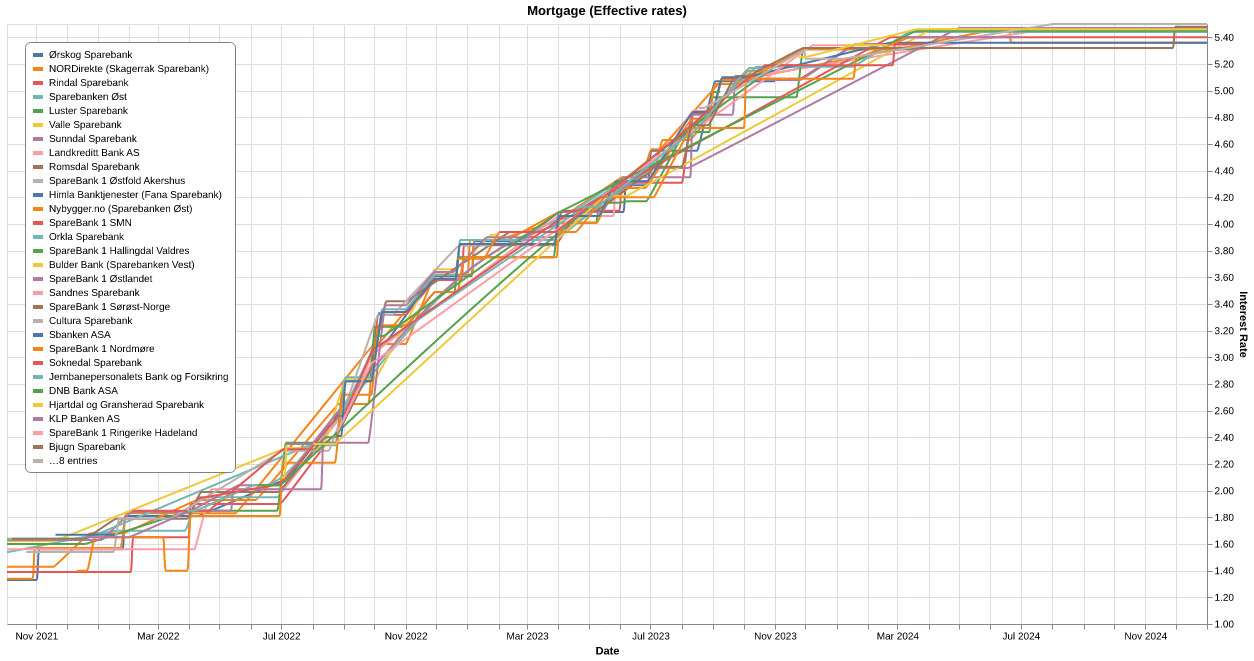 Mortgage (Effective rates)
Ørskog Sparebank
NORDirekte (Skagerrak Sparebank)
Rindal Sparebank
Sparebanken Øst
Luster Sparebank
Valle Sparebank
Sunndal Sparebank
Landkreditt Bank AS
Romsdal Sparebank
SpareBank 1 Østfold Akershus
Himla Banktjenester (Fana Sparebank)
Nybygger.no (Sparebanken Øst)
SpareBank 1 SMN
Orkla Sparebank
SpareBank 1 Hallingdal Valdres
Bulder Bank (Sparebanken Vest)
SpareBank 1 Østlandet
Sandnes Sparebank
SpareBank 1 Sørøst-Norge
Cultura Sparebank
Sbanken ASA
SpareBank 1 Nordmøre
Soknedal Sparebank
Jernbanepersonalets Bank og Forsikring
DNB Bank ASA
Hjartdal og Gransherad Sparebank
KLP Banken AS
SpareBank 1 Ringerike Hadeland
Bjugn Sparebank
…8 entries
5.40
5.20
5.00
4.80
4.60
4.40
4.20
4.00
3.80
3.60
3.40
3.20
3.00
2.80
2.60
2.40
2.20
2.00
1.80
1.60
1.40
1.20
1.00
Interest Rate
Nov 2021 Mar 2022 Jul 2022 Nov 2022 Mar 2023 Jul 2023 Nov 2023 Mar 2024 Jul 2024 Nov 2024
Date